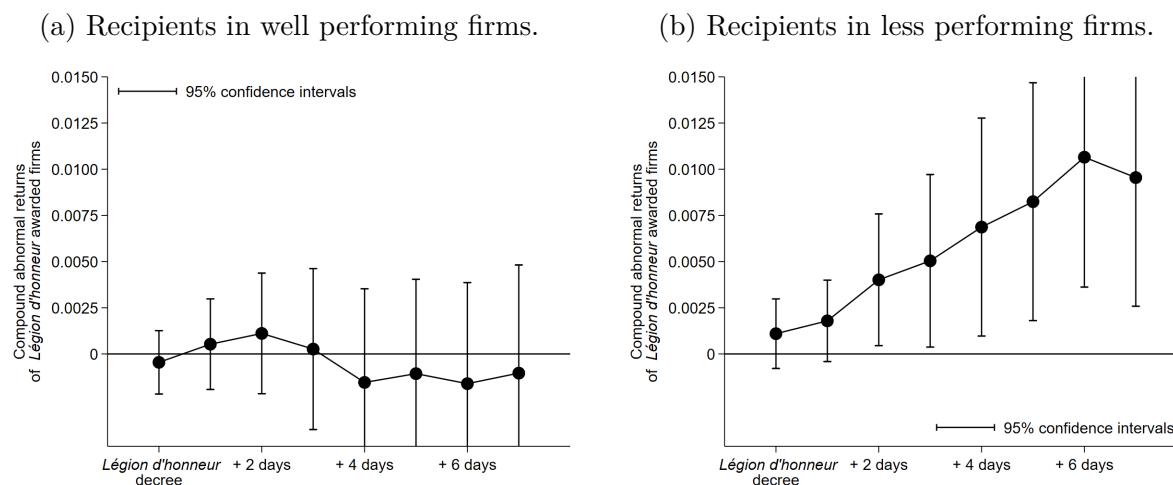 (a) Recipients in well performing firms.
0.0150
0.0125
0.0100
0.0075
0.0050
0.0025
0
Compound abnormal returns
of Légion d'honneur awarded firms
95% confidence intervals
Légion d'honneur
decree
+ 2 days
+ 4 days
+ 6 days
(b) Recipients in less performing firms.
0.0150
0.0125
0.0100
0.0075
0.0050
0.0025
0
Compound abnormal returns
of Légion d'honneur awarded firms
95% confidence intervals
Légion d'honneur
decree
+ 2 days
+ 4 days
+ 6 days